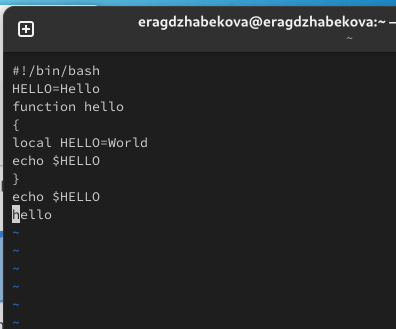 eragdzhabekova@eragdzhabekova:~ —
~
#!/bin/bash
HELLO=Hello
function hello
{
local HELLO=World
echo $HELLO
}
echo $HELLO
hello
~
~
~
~
~
~